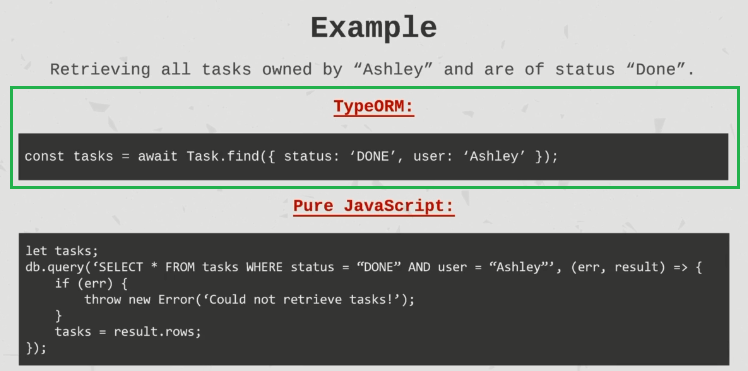 Example
Retrieving all tasks owned by “Ashley” and are of status “Done”.
TypeORM:
const tasks = await Task.find({ status: ‘DONE’, user: ‘Ashley’ });
Pure JavaScript:
let tasks;
db.query(‘SELECT * FROM tasks WHERE status = “DONE” AND user = “Ashley”’, (err, result) => {
    if (err) {
        throw new Error(‘Could not retrieve tasks!’);
    }
    tasks = result.rows;
});